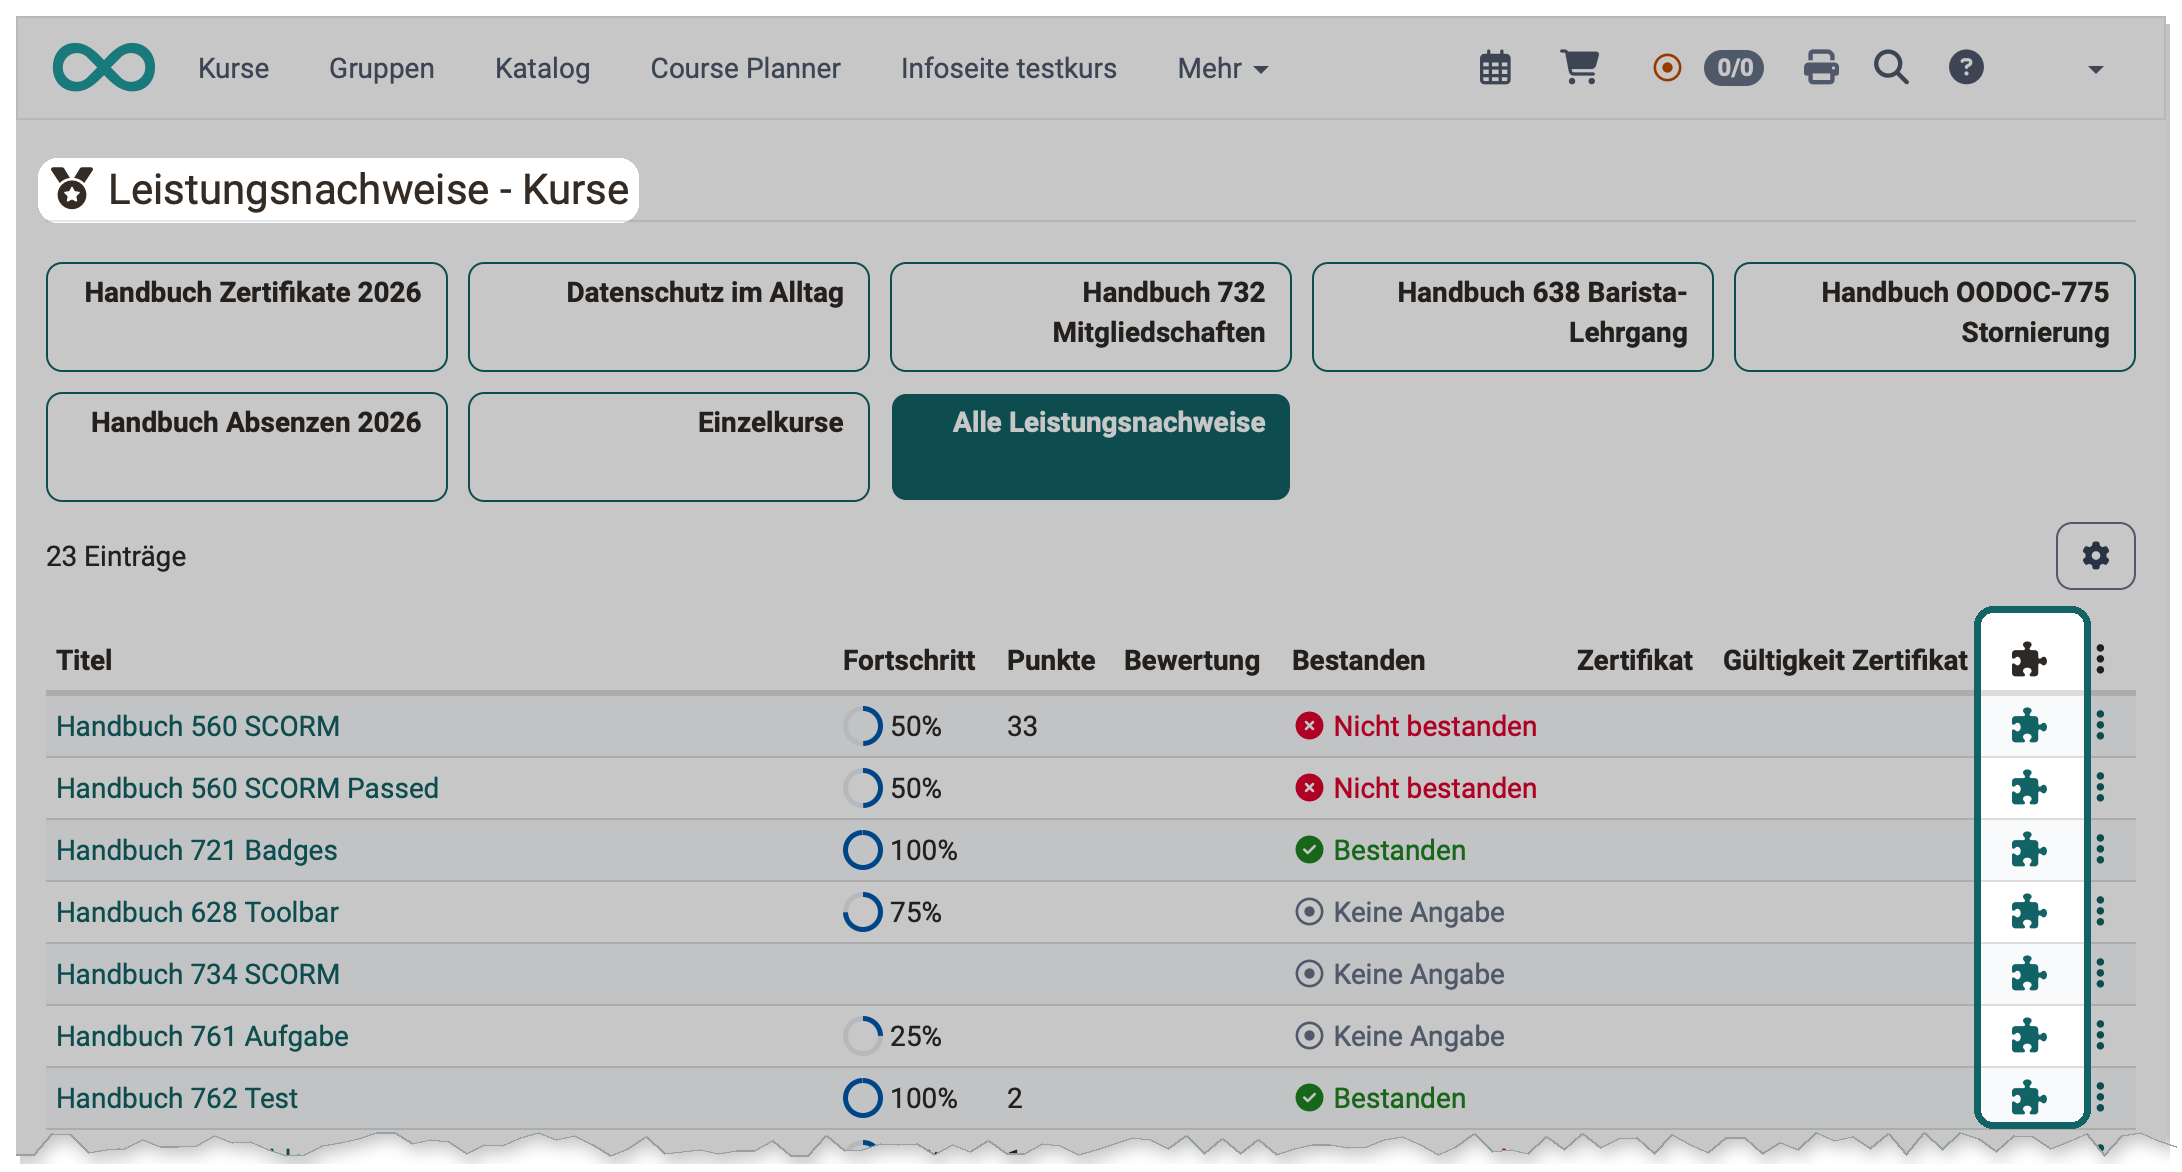 Kurse Gruppen Katalog Course Planner Infoseite testkurs Mehr 0/0 ?
Leistungsnachweise - Kurse
Handbuch Zertifikate 2026
Datenschutz im Alltag
Handbuch 732
Mitgliedschaften
Handbuch 638 Barista-
Lehrgang
Handbuch OODOC-775
Stornierung
Handbuch Absenzen 2026
Einzelkurse
Alle Leistungsnachweise
23 Einträge
Titel Fortschritt Punkte Bewertung Bestanden Zertifikat Gültigkeit Zertifikat
Handbuch 560 SCORM 50% 33 Nicht bestanden
Handbuch 560 SCORM Passed 50% Nicht bestanden
Handbuch 721 Badges 100% Bestanden
Handbuch 628 Toolbar 75% Keine Angabe
Handbuch 734 SCORM Keine Angabe
Handbuch 761 Aufgabe 25% Keine Angabe
Handbuch 762 Test 100% 2 Bestanden